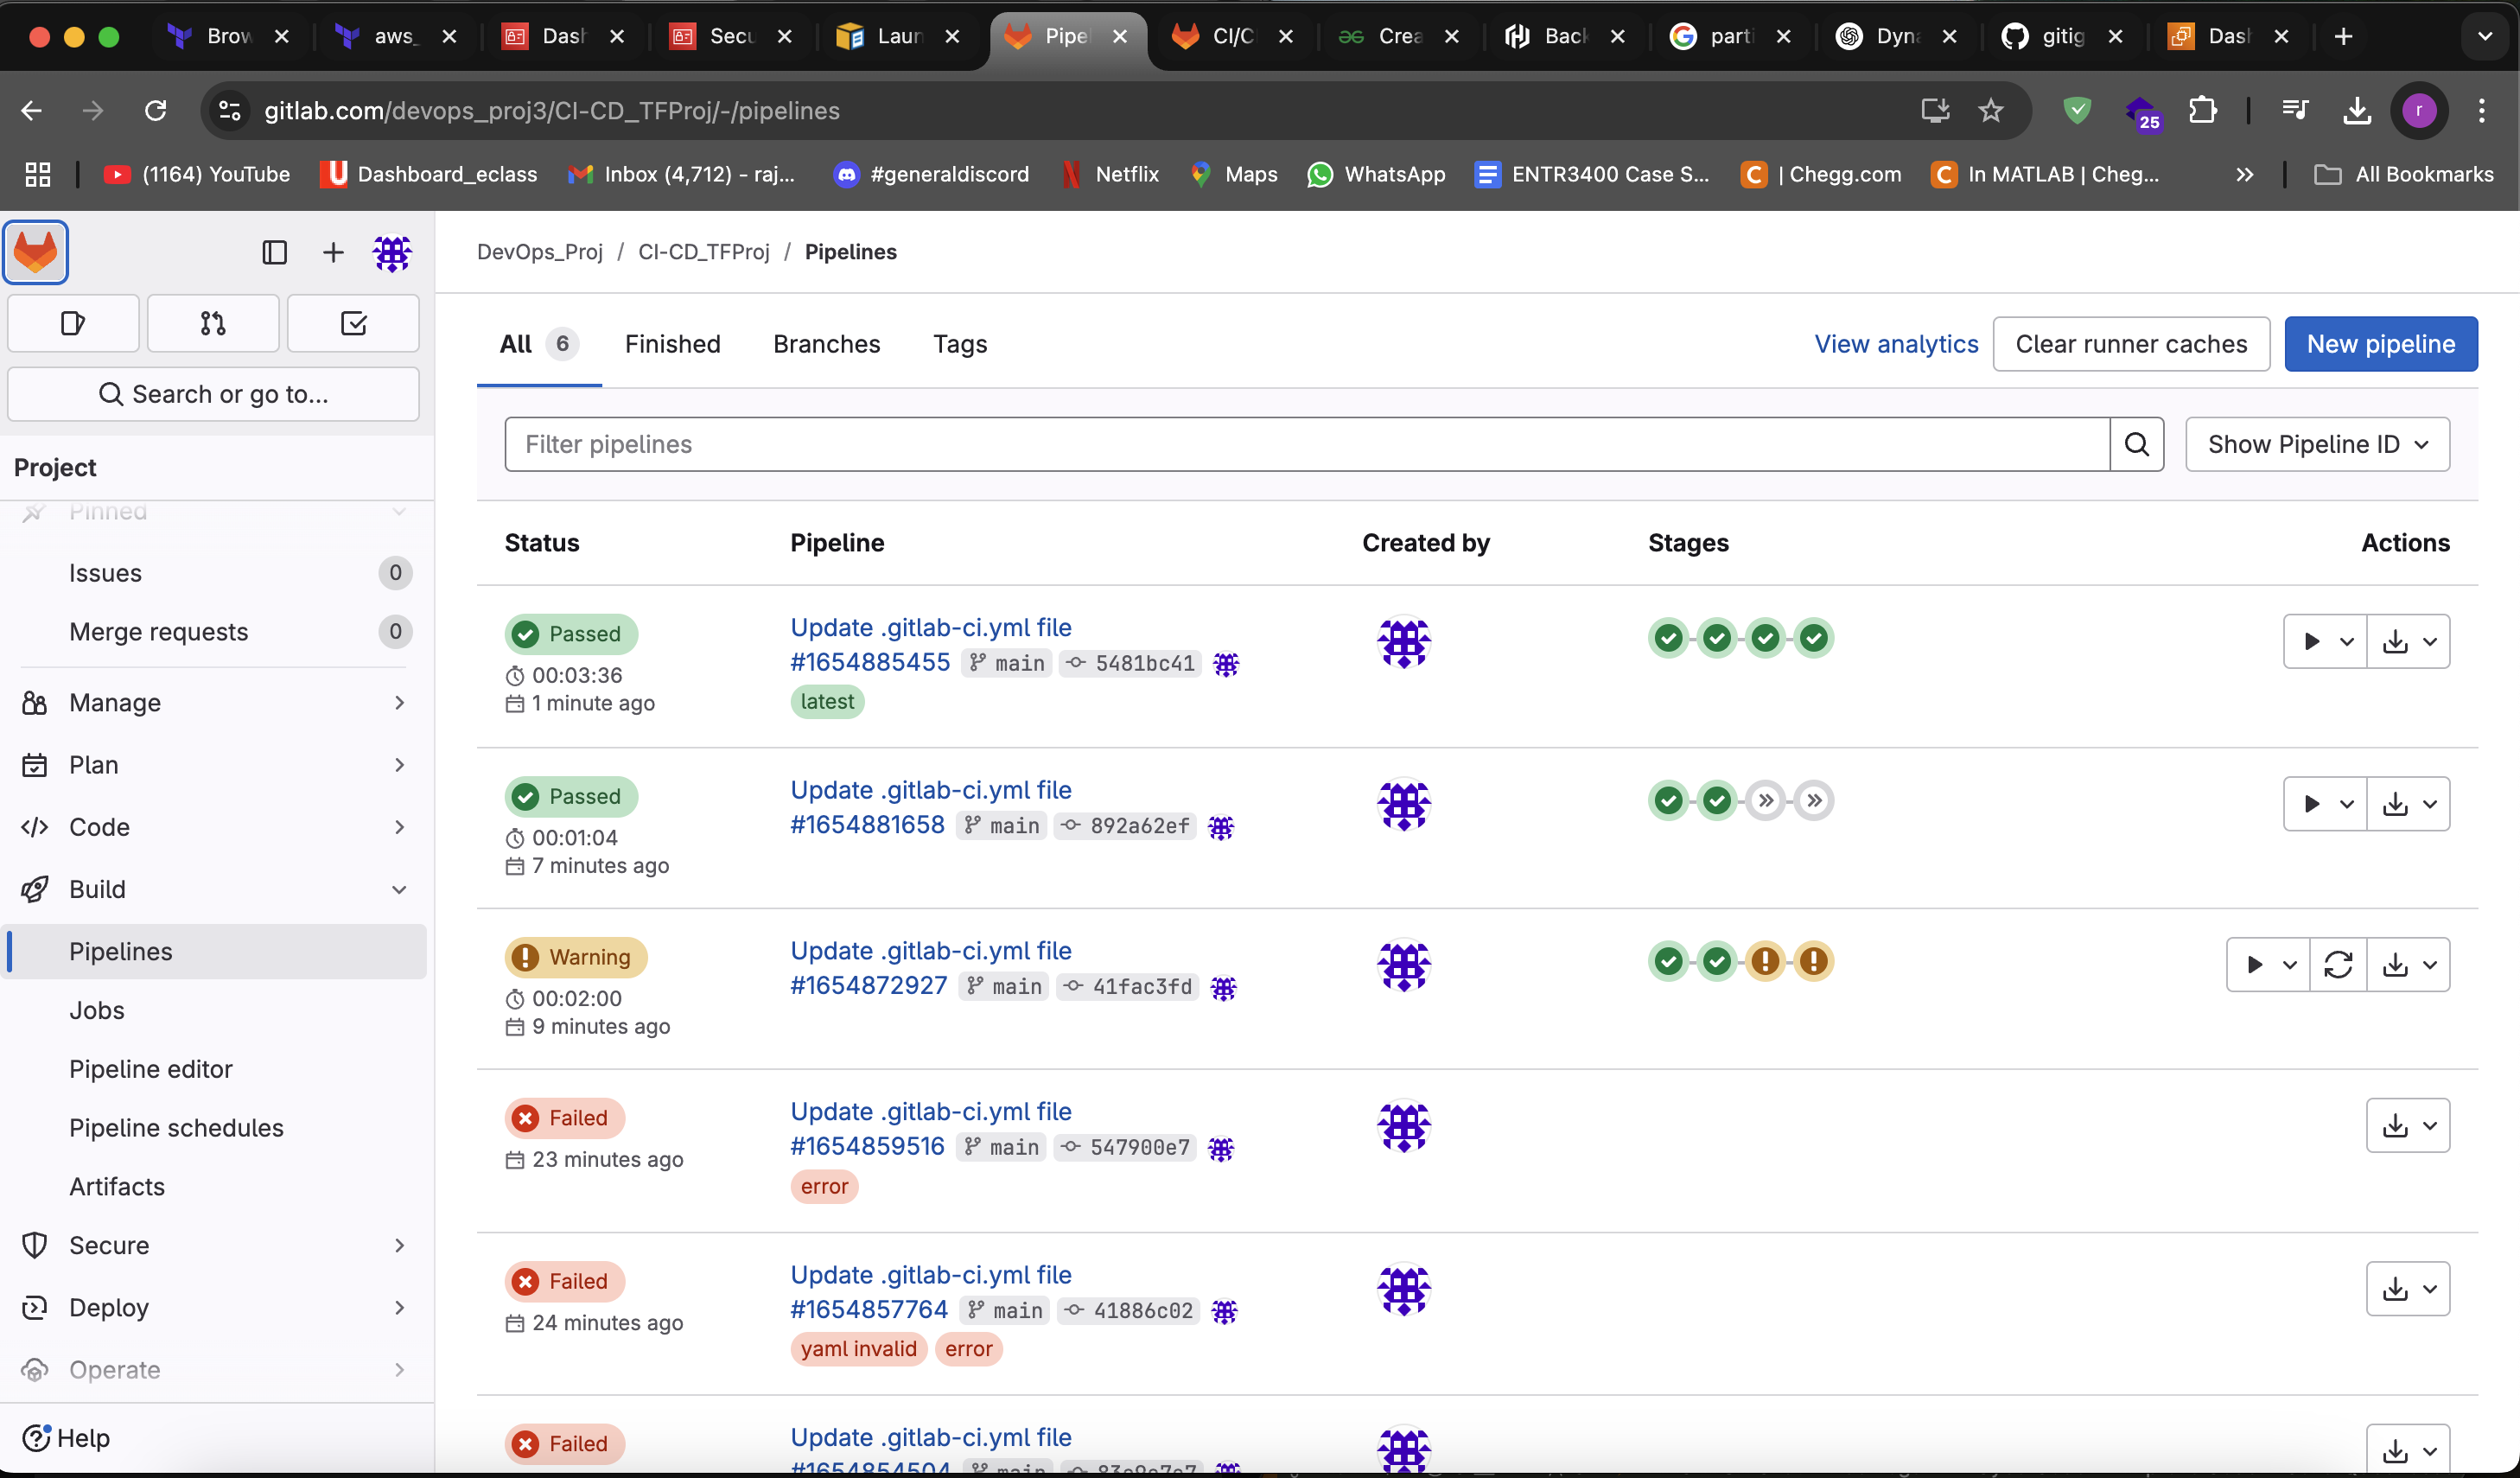 Brow
aws_
Dash
Secu
Laun
Pipel
CI/C
Crea
Back
parti
Dyna
gitig
Dash
gitlab.com/devops_proj3/CI-CD_TFProj/-/pipelines
25
r
(1164) YouTube
Dashboard_eclass
Inbox (4,712) - raj...
#generaldiscord
Netflix
Maps
WhatsApp
ENTR3400 Case S...
| Chegg.com
In MATLAB | Cheg...
All Bookmarks
Search or go to...
Project
Pinned
Issues 0
Merge requests 0
Manage
Plan
Code
Build
Pipelines
Jobs
Pipeline editor
Pipeline schedules
Artifacts
Secure
Deploy
Operate
Help
DevOps_Proj / CI-CD_TFProj / Pipelines
All 6 Finished Branches Tags
View analytics Clear runner caches New pipeline
Filter pipelines
Show Pipeline ID
Status Pipeline Created by Stages Actions
Passed
00:03:36
1 minute ago
Update .gitlab-ci.yml file
#1654885455 main 5481bc41
latest
Passed
00:01:04
7 minutes ago
Update .gitlab-ci.yml file
#1654881658 main 892a62ef
Warning
00:02:00
9 minutes ago
Update .gitlab-ci.yml file
#1654872927 main 41fac3fd
Failed
23 minutes ago
Update .gitlab-ci.yml file
#1654859516 main 547900e7
error
Failed
24 minutes ago
Update .gitlab-ci.yml file
#1654857764 main 41886c02
yaml invalid error
Failed
Update .gitlab-ci.yml file
#1654854504 main